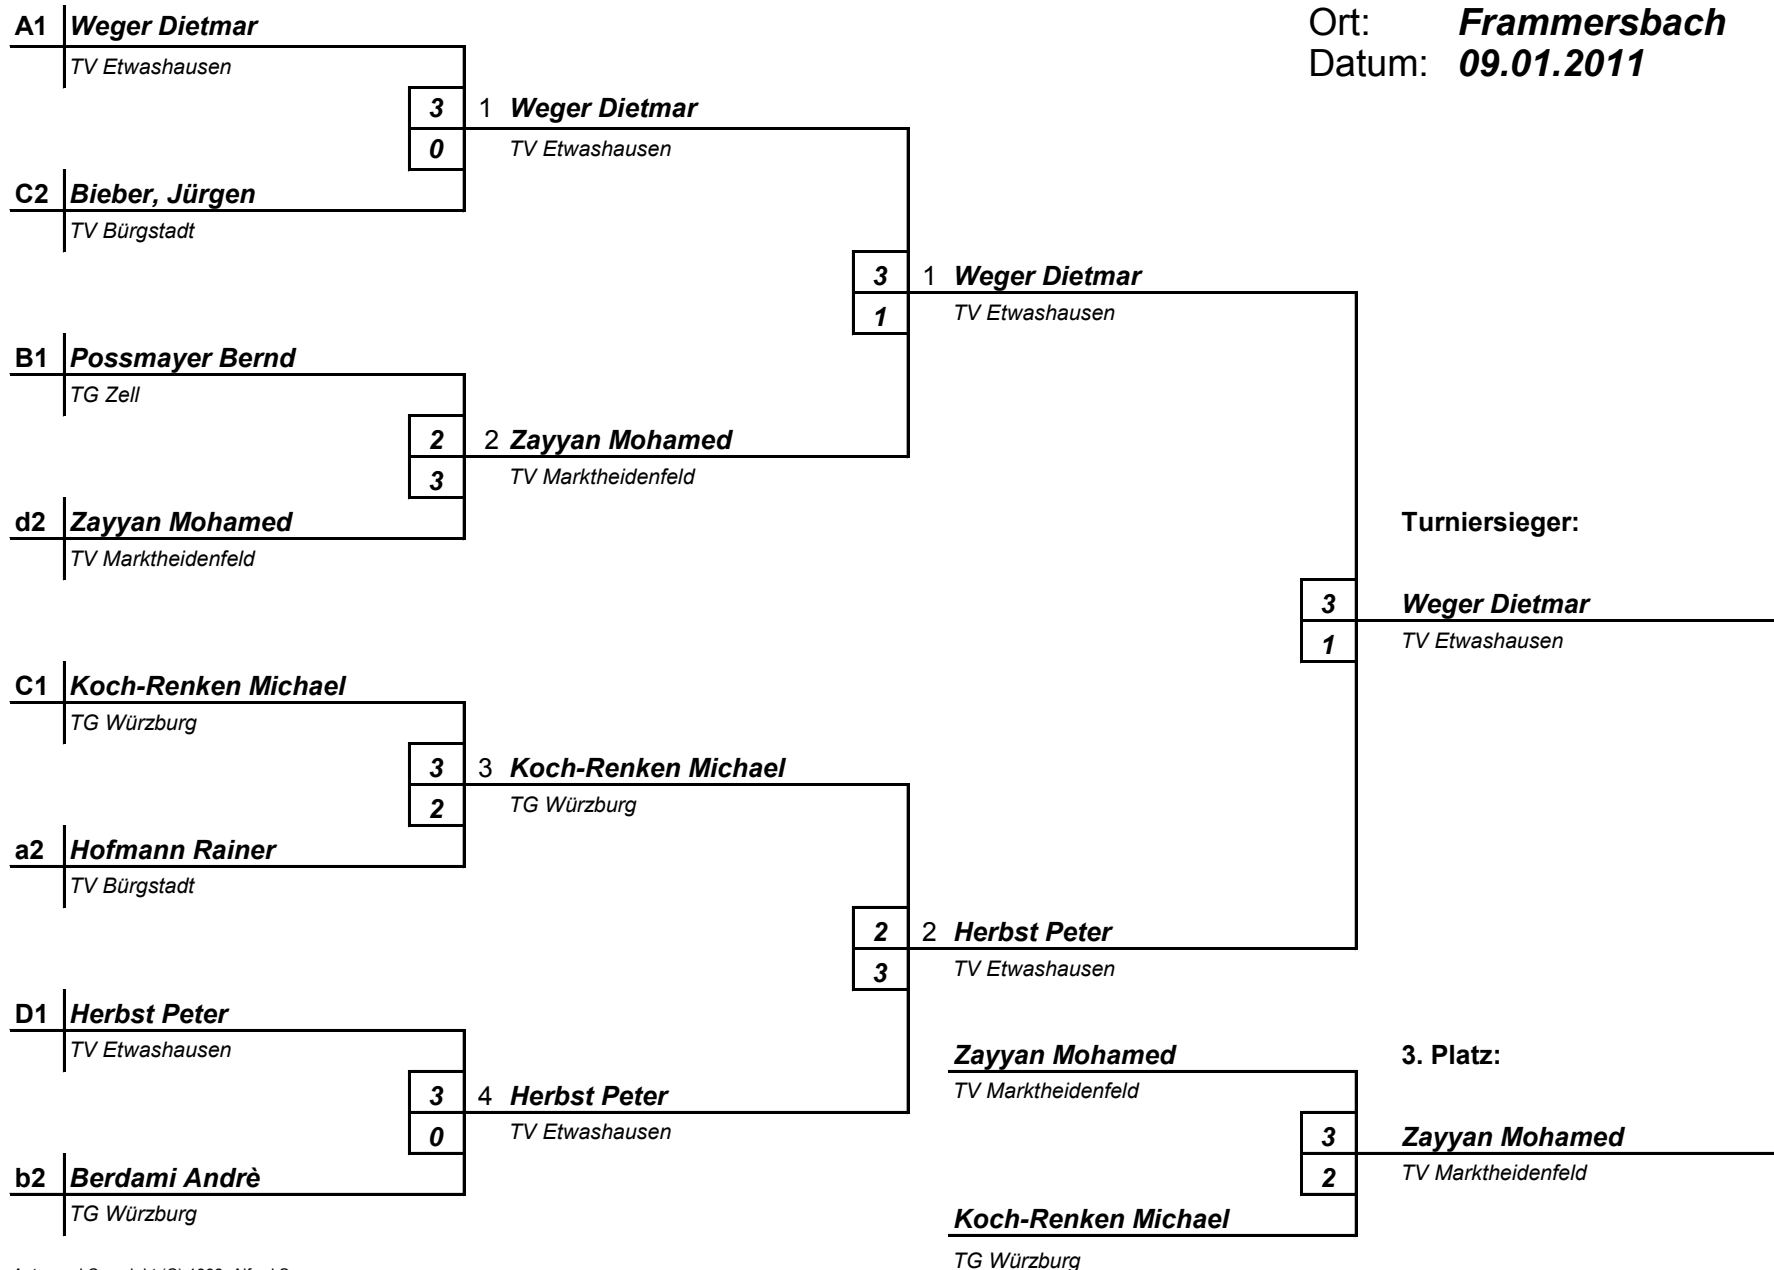 A1 Weger Dietmar
TV Etwashausen
Ort: Frammersbach
Datum: 09.01.2011
3 1 Weger Dietmar
0 TV Etwashausen
C2 Bieber, Jürgen
TV Bürgstadt
3 1 Weger Dietmar
1 TV Etwashausen
B1 Possmayer Bernd
TG Zell
2 2 Zayyan Mohamed
3 TV Marktheidenfeld
d2 Zayyan Mohamed
TV Marktheidenfeld
Turniersieger:
3 Weger Dietmar
1 TV Etwashausen
C1 Koch-Renken Michael
TG Würzburg
3 3 Koch-Renken Michael
2 TG Würzburg
a2 Hofmann Rainer
TV Bürgstadt
2 2 Herbst Peter
3 TV Etwashausen
D1 Herbst Peter
TV Etwashausen
Zayyan Mohamed
TV Marktheidenfeld
3. Platz:
3 4 Herbst Peter
0 TV Etwashausen
3 Zayyan Mohamed
2 TV Marktheidenfeld
b2 Berdami Andrè
TG Würzburg
Koch-Renken Michael
TG Würzburg